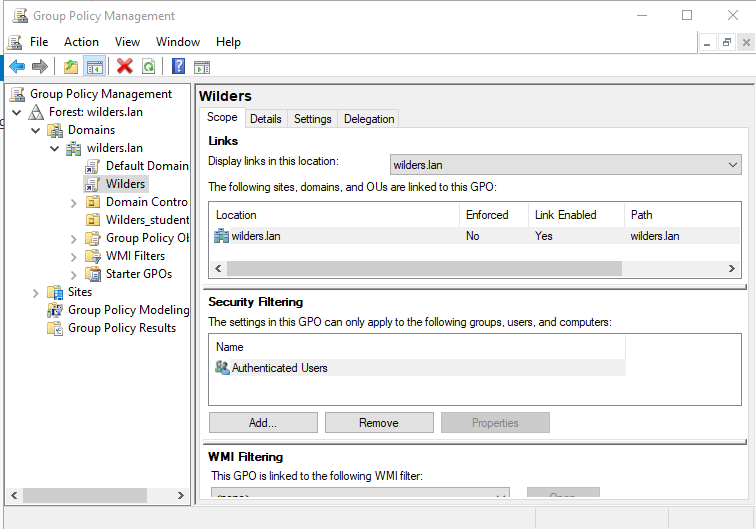 Group Policy Management
File Action View Window Help
Group Policy Management
Forest: wilders.lan
Domains
wilders.lan
Default Domain
Wilders
Domain Contro
Wilders_student
Group Policy Ob
WMI Filters
Starter GPOs
Sites
Group Policy Modeling
Group Policy Results
Wilders
Scope Details Settings Delegation
Links
Display links in this location: wilders.lan
The following sites, domains, and OUs are linked to this GPO:
Location Enforced Link Enabled Path
wilders.lan No Yes wilders.lan
Security Filtering
The settings in this GPO can only apply to the following groups, users, and computers:
Name
Authenticated Users
Add... Remove Properties
WMI Filtering
This GPO is linked to the following WMI filter:
<none> Open